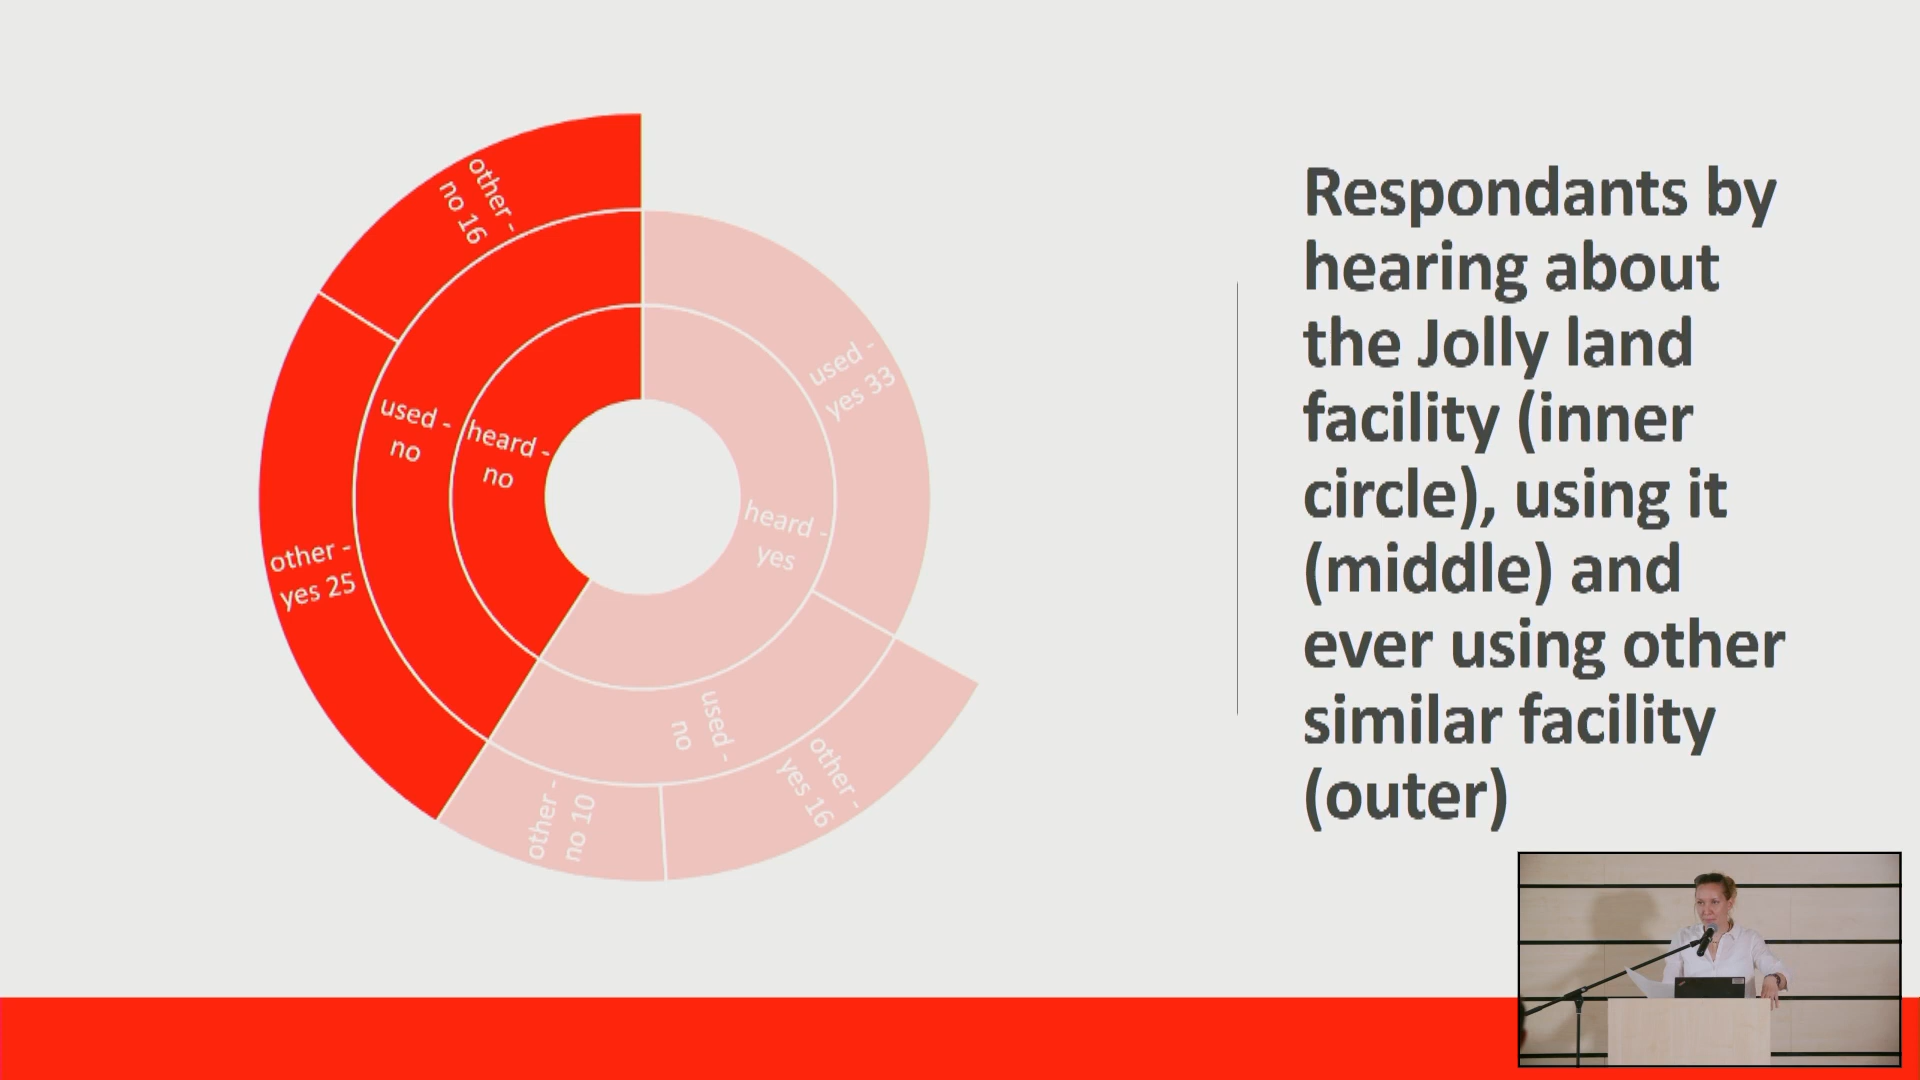 other -
no 16
used -
yes 33
used -
no
heard -
no
heard -
yes
other -
yes 25
used -
no
other -
yes 16
other -
no 10
Respondants by
hearing about
the Jolly land
facility (inner
circle), using it
(middle) and
ever using other
similar facility
(outer)